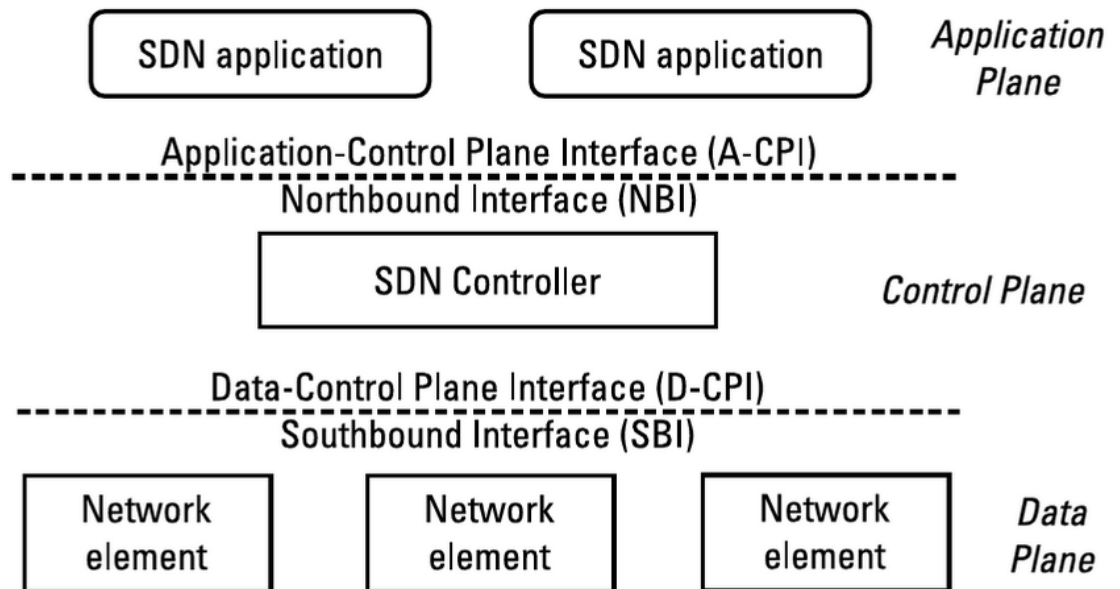 SDN application
SDN application
Application
Plane
Application-Control Plane Interface (A-CPI)
Northbound Interface (NBI)
SDN Controller
Control Plane
Data-Control Plane Interface (D-CPI)
Southbound Interface (SBI)
Network
element
Network
element
Network
element
Data
Plane